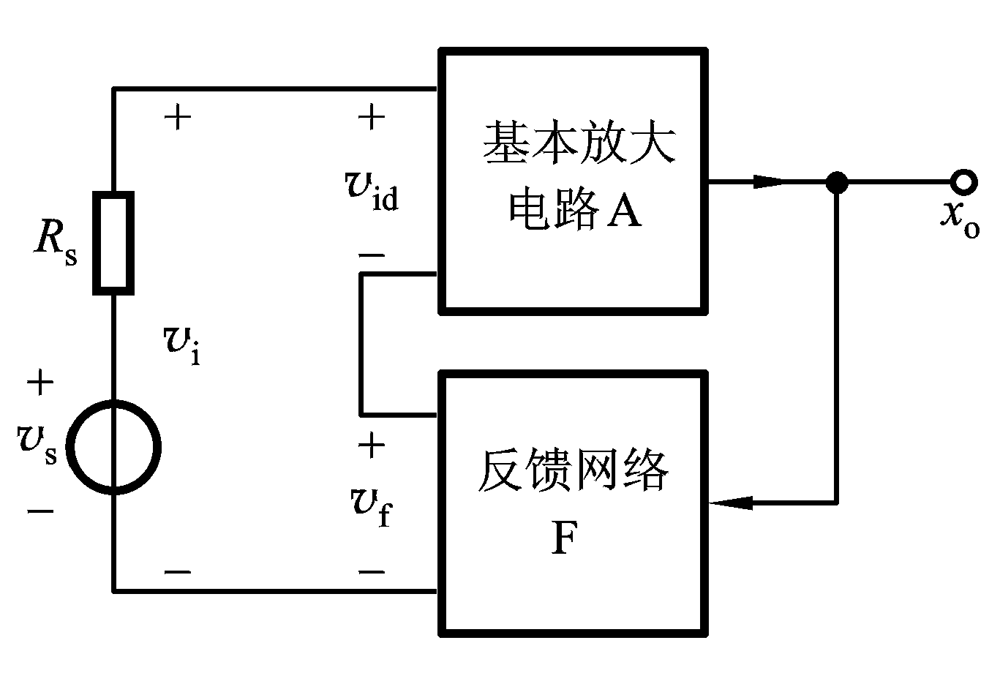 基本放大
电路A
+
+
v_id
−
R_s
v_i
x_o
+
v_s
−
+
v_f
−
−
反馈网络
F